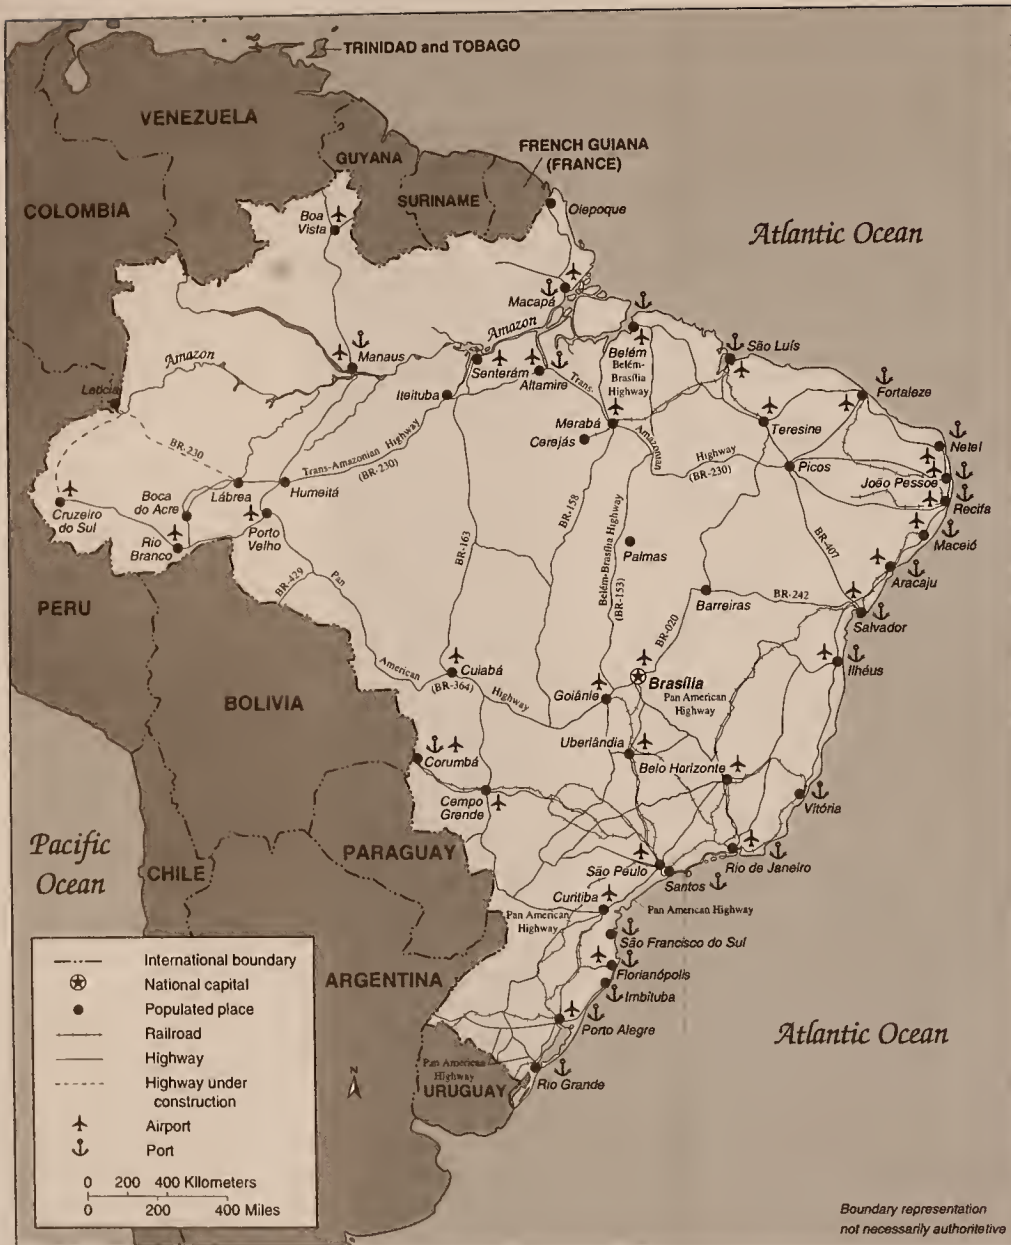 TRINIDAD and TOBAGO
VENEZUELA
GUYANA
FRENCH GUIANA
(FRANCE)
SURINAME
COLOMBIA
Boa
Vista
Oiepoque
Atlantic Ocean
Macapá
Amazon
Manaus
Amazon
Senterám
Altamire
Belém
Belém-
Brasília
Highway
São Luís
Fortaleze
Leticia
Iteituba
Trans-
Merabá
Cerejás
Amazonian
Highway
(BR-230)
Teresine
Netel
Picos
João Pessoe
Recifa
BR-230
Trans-Amazonian Highway
(BR-230)
Lábrea
Humeitá
Boca
do Acre
Cruzeiro
do Sul
Rio
Branco
Porto
Velho
BR-163
BR-158
Belém-Brasília Highway
(BR-153)
Palmas
BR-407
Maceió
Aracaju
BR-429
Pan
American
(BR-364)
Highway
Barreiras
BR-242
Salvador
BR-020
PERU
Cuiabá
Ilhéus
BOLIVIA
Goiânie
Brasília
Pan American
Highway
Uberlândia
Belo Horizonte
Corumbá
Cempo
Grende
Vitória
Pacific
Ocean
PARAGUAY
CHILE
São Peulo
Santos
Rio de Janeiro
Curitiba
Pan American
Highway
Pan American Highway
São Francisco do Sul
Florianópolis
Imbituba
ARGENTINA
Porto Alegre
Atlantic Ocean
Pan American
Highway
URUGUAY
Rio Grande
N
International boundary
National capital
Populated place
Railroad
Highway
Highway under
construction
Airport
Port
0 200 400 Kilometers
0 200 400 Miles
Boundary representation
not necessarily authoritetive